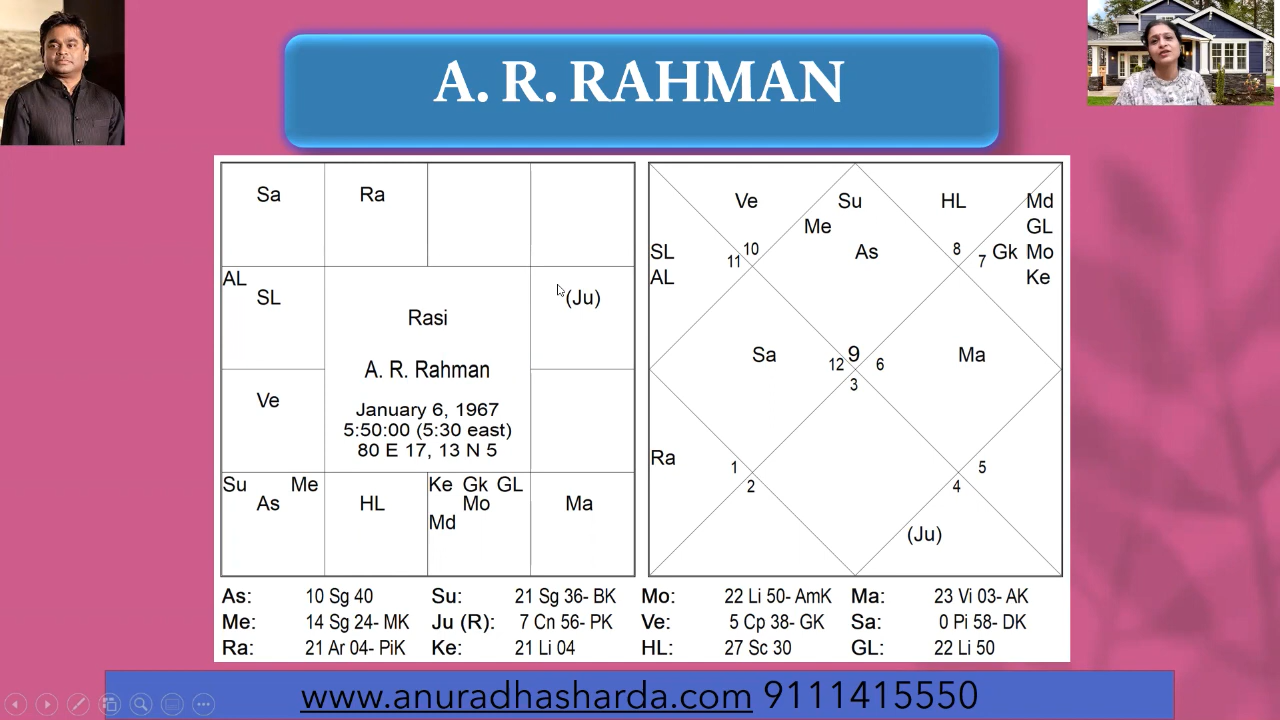 A. R. RAHMAN
Sa Ra
AL
SL
(Ju)
Rasi
A. R. Rahman
January 6, 1967
5:50:00 (5:30 east)
80 E 17, 13 N 5
Ve
Su Me
As
HL
Ke Gk GL
Mo
Md
Ma
Ve Su HL Md
Me GL
SL As Gk Mo
AL Ke
10 8
11 7
Sa 12 9 6 Ma
3
Ra 1 5
2 4
(Ju)
As: 10 Sg 40 Su: 21 Sg 36- BK Mo: 22 Li 50- AmK Ma: 23 Vi 03- AK
Me: 14 Sg 24- MK Ju (R): 7 Cn 56- PK Ve: 5 Cp 38- GK Sa: 0 Pi 58- DK
Ra: 21 Ar 04- PiK Ke: 21 Li 04 HL: 27 Sc 30 GL: 22 Li 50
www.anuradhasharda.com 9111415550